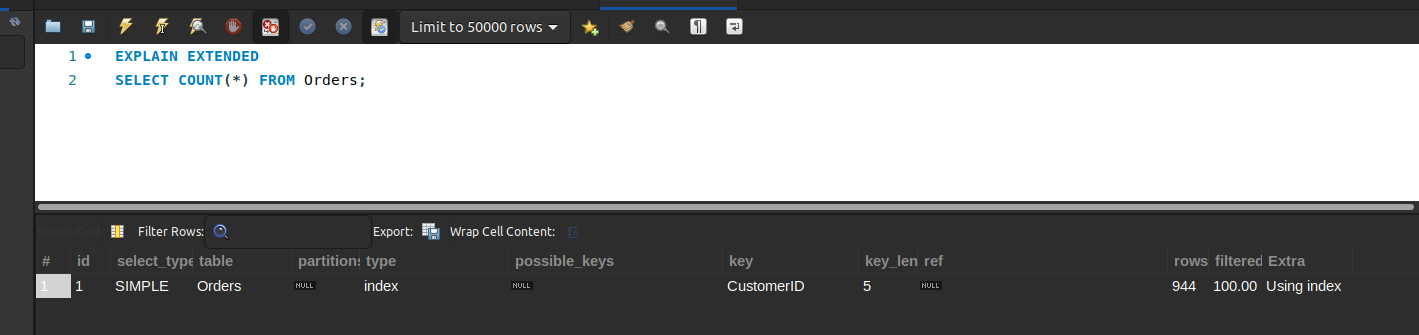 Limit to 50000 rows
1 EXPLAIN EXTENDED
2 SELECT COUNT(*) FROM Orders;
Result Grid Filter Rows: Export: Wrap Cell Content:
# id select_type table partitions type possible_keys key key_len ref rows filtered Extra
1 1 SIMPLE Orders NULL index NULL CustomerID 5 NULL 944 100.00 Using index